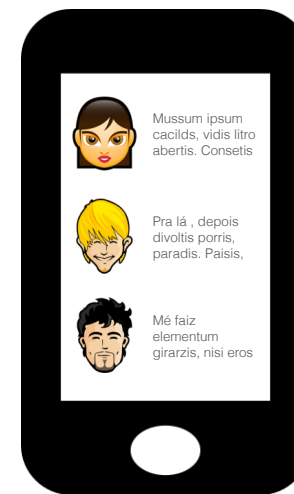 Mussum ipsum
cacilds, vidis litro
abertis. Consetis
Pra lá , depois
divoltis porris,
paradis. Paisis,
Mé faiz
elementum
girarzis, nisi eros